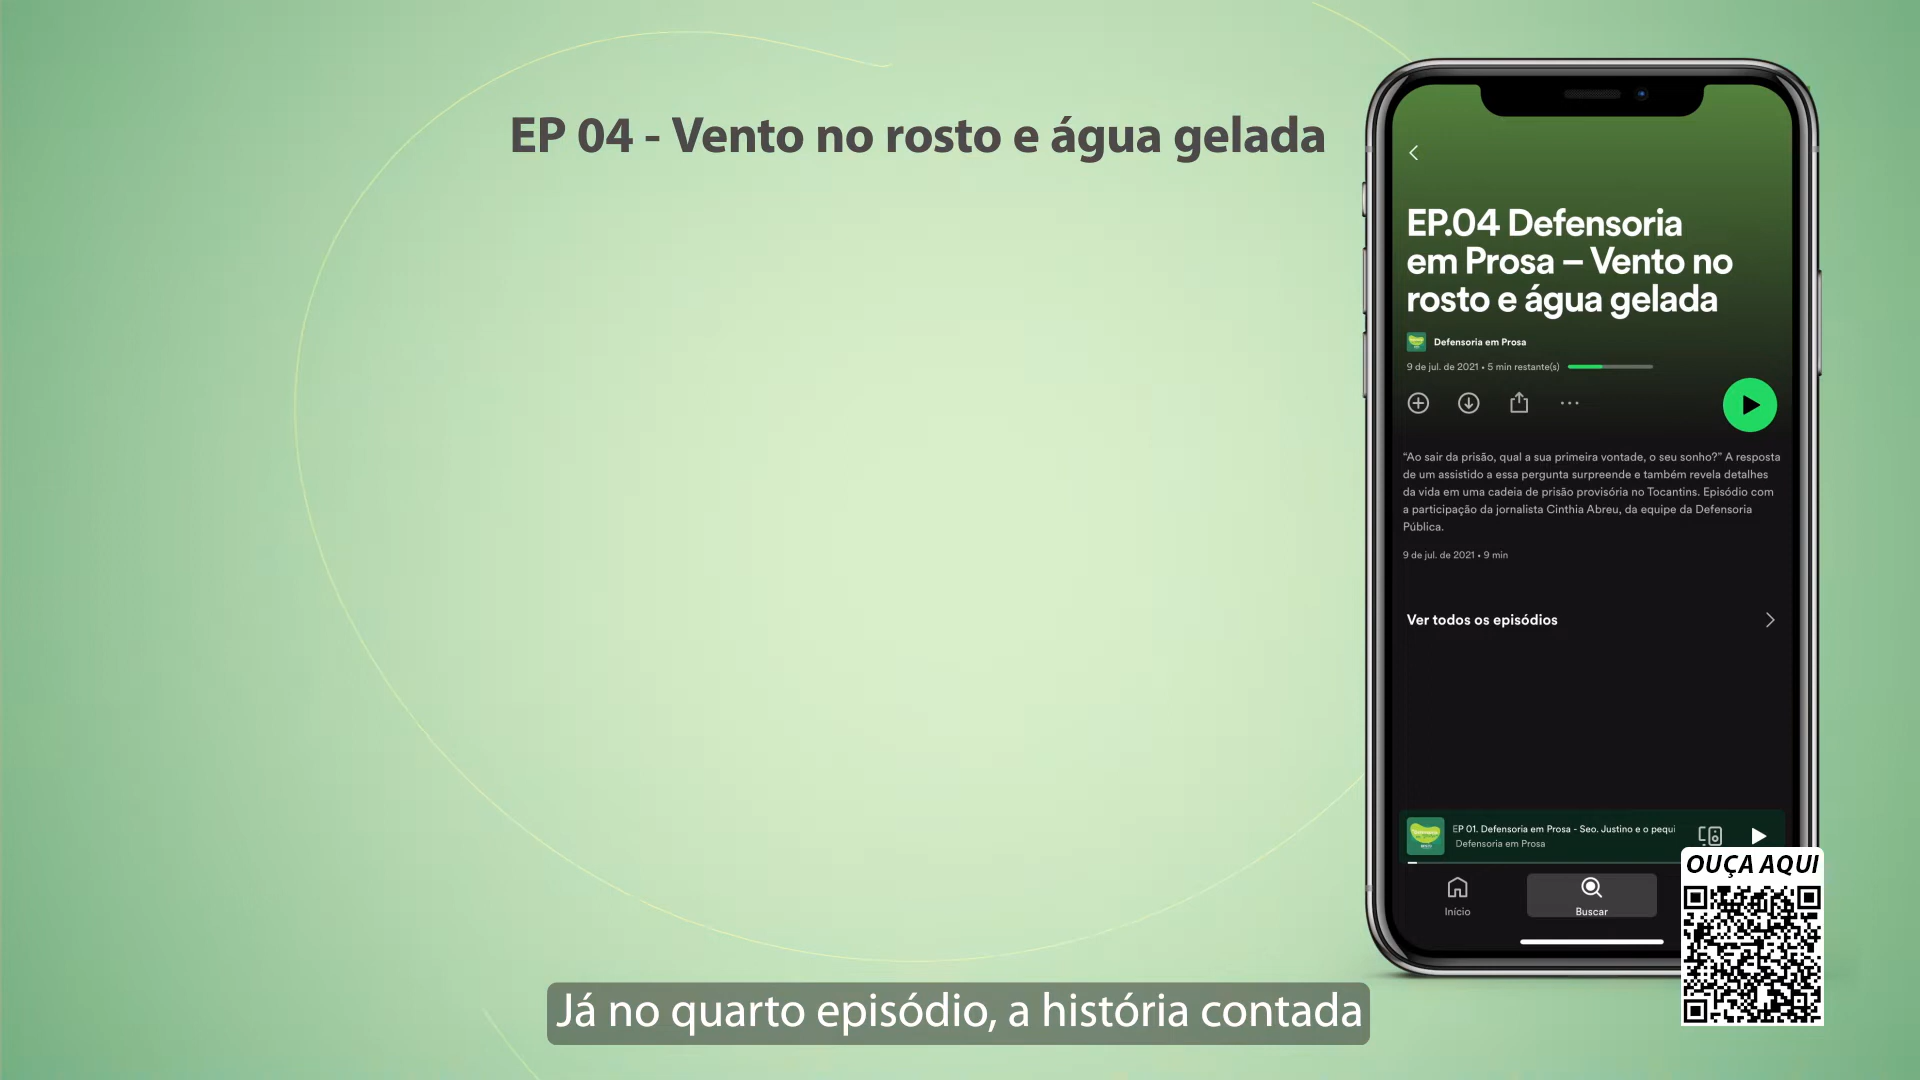 EP 04 - Vento no rosto e água gelada
EP.04 Defensoria
em Prosa – Vento no
rosto e água gelada
Defensoria em Prosa
9 de jul. de 2021 • 5 min restante(s)
“Ao sair da prisão, qual a sua primeira vontade, o seu sonho?” A resposta
de um assistido a essa pergunta surpreende e também revela detalhes
da vida em uma cadeia de prisão provisória no Tocantins. Episódio com
a participação da jornalista Cinthia Abreu, da equipe da Defensoria
Pública.
9 de jul. de 2021 • 9 min
Ver todos os episódios
EP 01. Defensoria em Prosa - Seo. Justino e o pequi
Defensoria em Prosa
OUÇA AQUI
Início
Buscar
Já no quarto episódio, a história contada